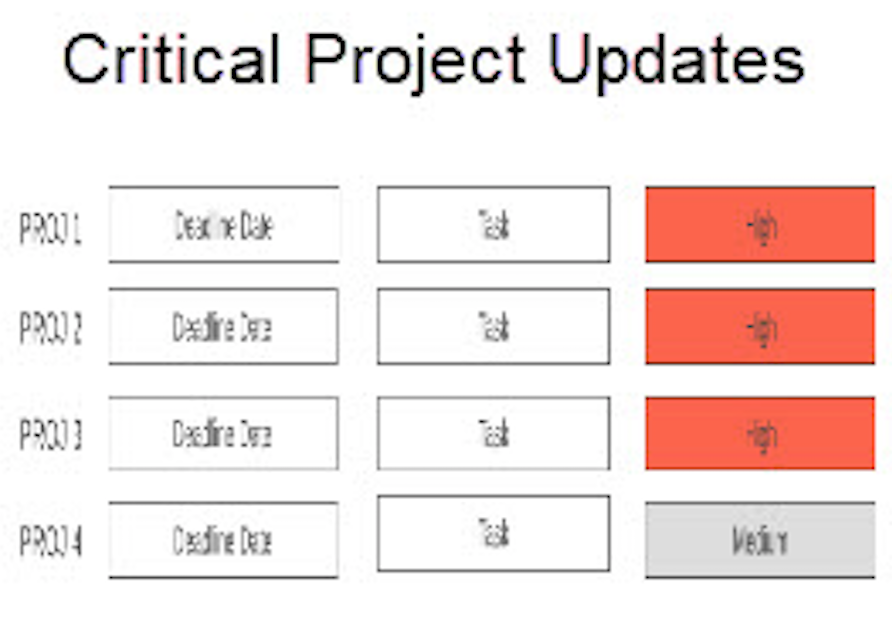 Critical Project Updates
PROJ 1 Deadline Date Task High
PROJ 2 Deadline Date Task High
PROJ 3 Deadline Date Task High
PROJ 4 Deadline Date Task Medium